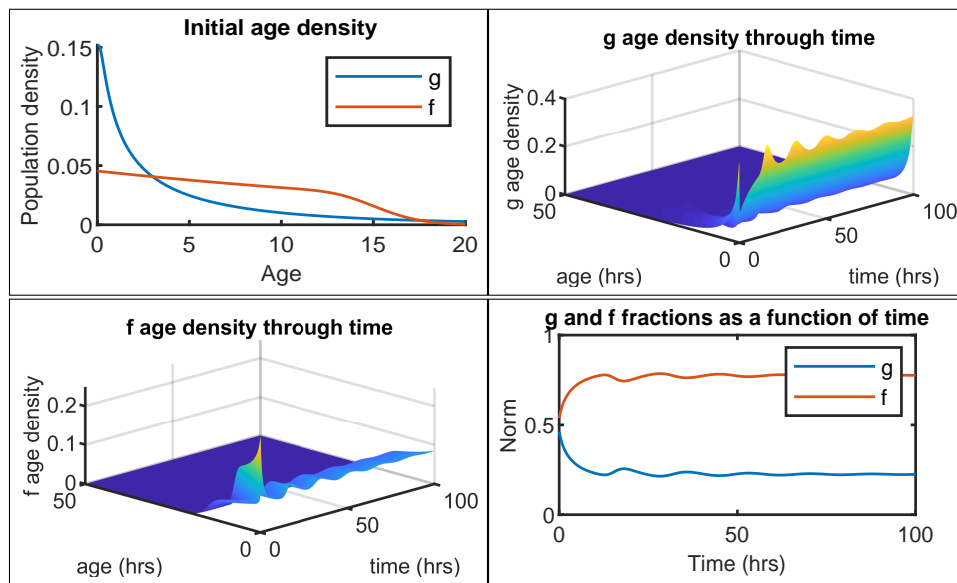 Initial age density
0.15
0.1
0.05
0
Population density
g
f
0
5
10
15
20
Age
g age density through time
0.4
0.2
0
g age density
50
0
0
50
100
age (hrs)
time (hrs)
f age density through time
0.2
0.1
0
f age density
50
0
0
50
100
age (hrs)
time (hrs)
g and f fractions as a function of time
1
0.5
0
Norm
g
f
0
50
100
Time (hrs)